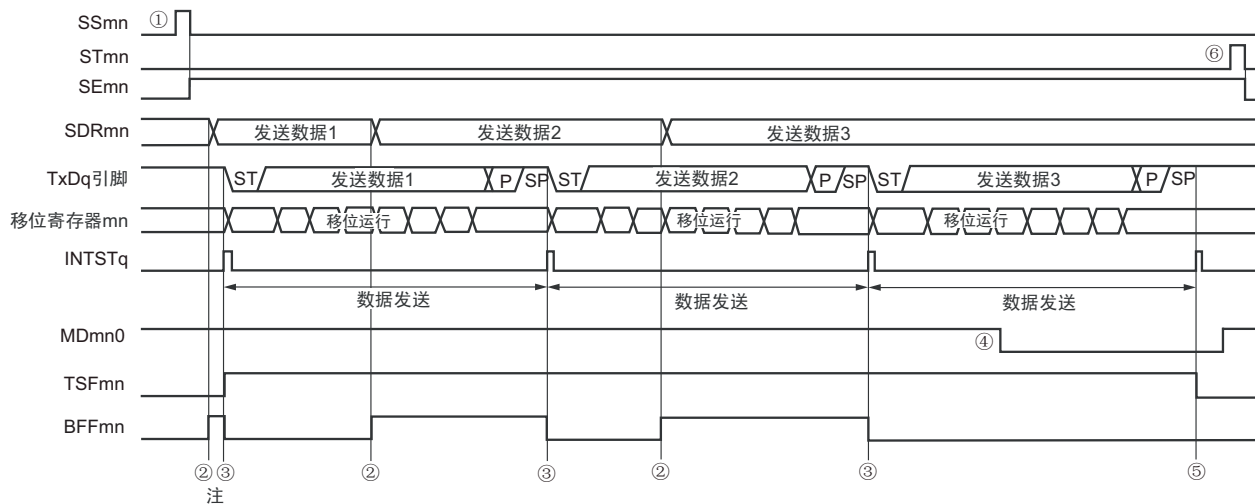 SSmn ①
STmn ⑥
SEmn
SDRmn 发送数据1 发送数据2 发送数据3
TxDq引脚 ST 发送数据1 P SP ST 发送数据2 P SP ST 发送数据3 P SP
移位寄存器mn 移位运行 移位运行 移位运行
INTSTq
数据发送 数据发送 数据发送
MDmn0 ④
TSFmn
BFFmn
② ③ ② ③ ② ③ ⑤
注